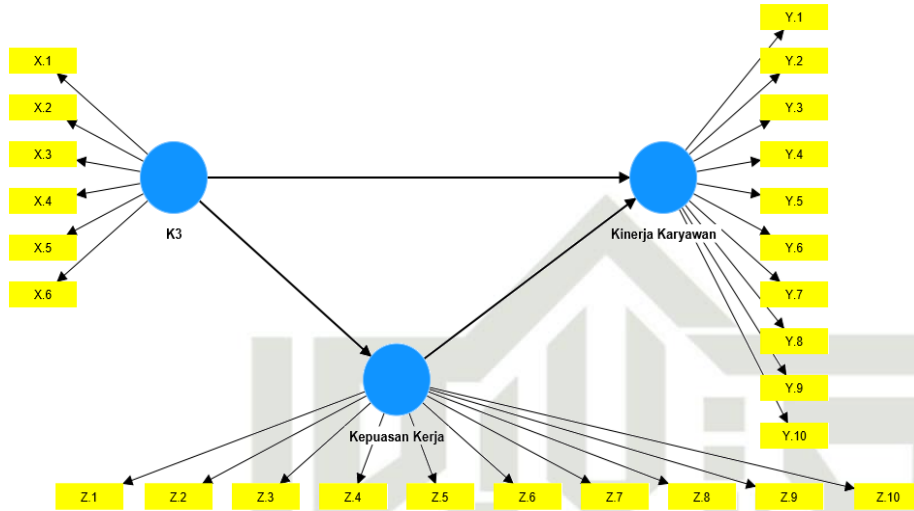 Y.1
X.1
Y.2
X.2
Y.3
X.3
Y.4
X.4
Y.5
K3
Kinerja Karyawan
X.5
Y.6
X.6
Y.7
Y.8
Y.9
Kepuasan Kerja
Y.10
Z.1
Z.2
Z.3
Z.4
Z.5
Z.6
Z.7
Z.8
Z.9
Z.10